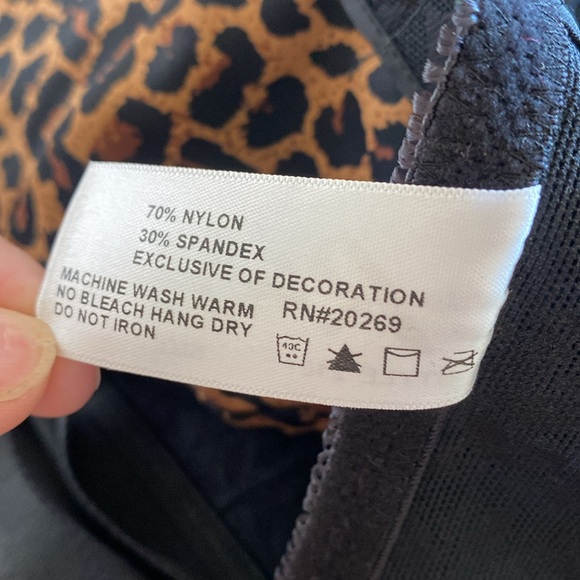 70% NYLON
30% SPANDEX
EXCLUSIVE OF DECORATION
MACHINE WASH WARM
NO BLEACH HANG DRY
DO NOT IRON
RN#20269
40C